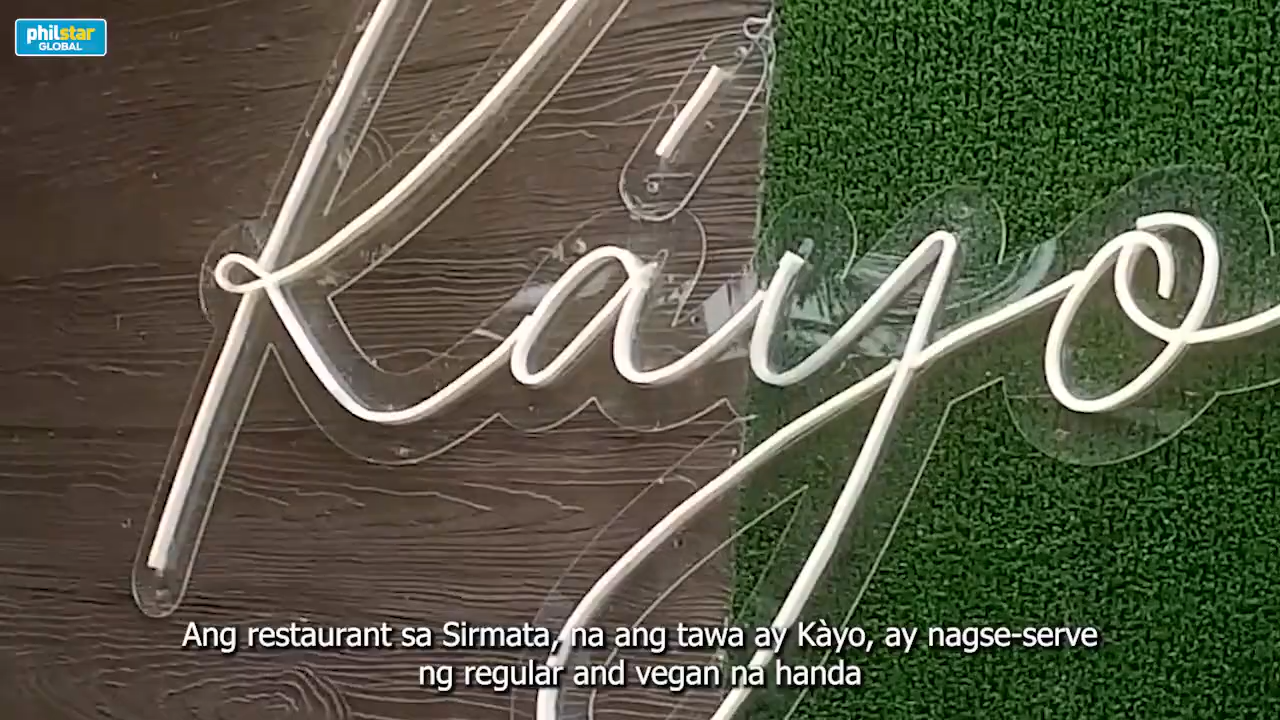 philstar
GLOBAL
Kàyo
Ang restaurant sa Sirmata, na ang tawa ay Kàyo, ay nagse-serve
ng regular and vegan na handa